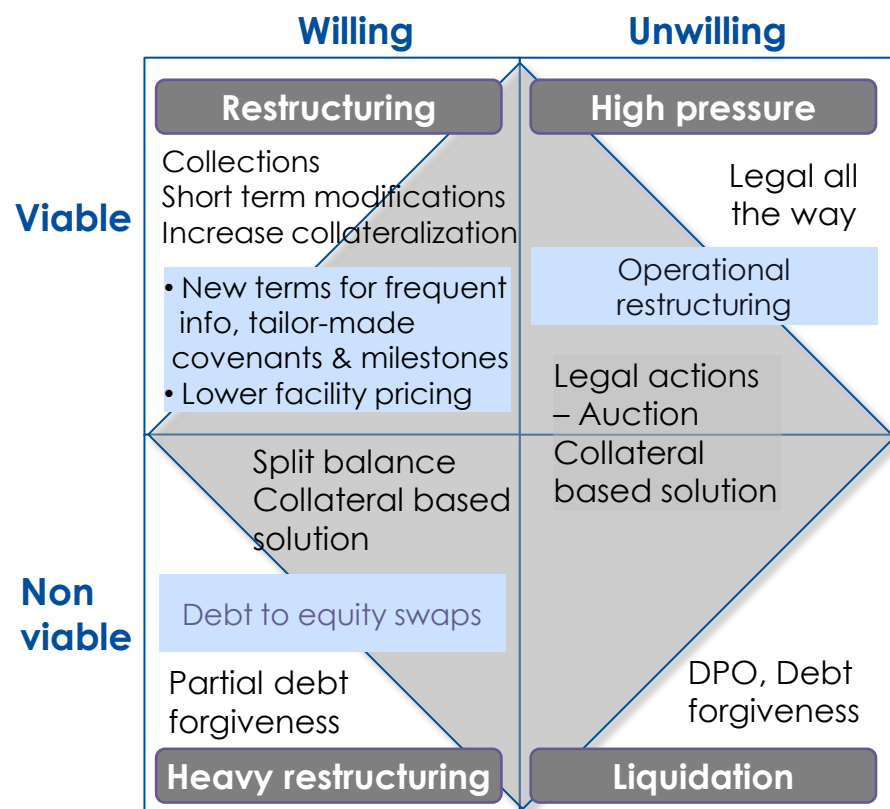 Willing
Unwilling
Viable
Restructuring
Collections
Short term modifications
Increase collateralization
• New terms for frequent
info, tailor-made
covenants & milestones
• Lower facility pricing
High pressure
Legal all
the way
Operational
restructuring
Legal actions
– Auction
Collateral
based solution
Non
viable
Split balance
Collateral based
solution
Debt to equity swaps
Partial debt
forgiveness
Heavy restructuring
DPO, Debt
forgiveness
Liquidation